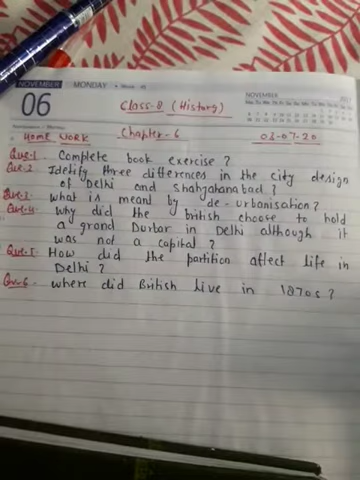 NOVEMBER MONDAY
06
NOVEMBER
Class-8 (History)
HOME WORK Chapter-6 03-07-20
Que-1 Complete book exercise ?
Que-2 Idetify three differences in the city design
of Delhi and Shahjahanabad ?
Que-3 What is meant by de-urbanisation ?
Que-4 Why did the british choose to hold
a grand Durbar in Delhi although it
was not a capital ?
Que-5 How did the partition affect life in
Delhi ?
Que-6 where did British live in 1870s ?